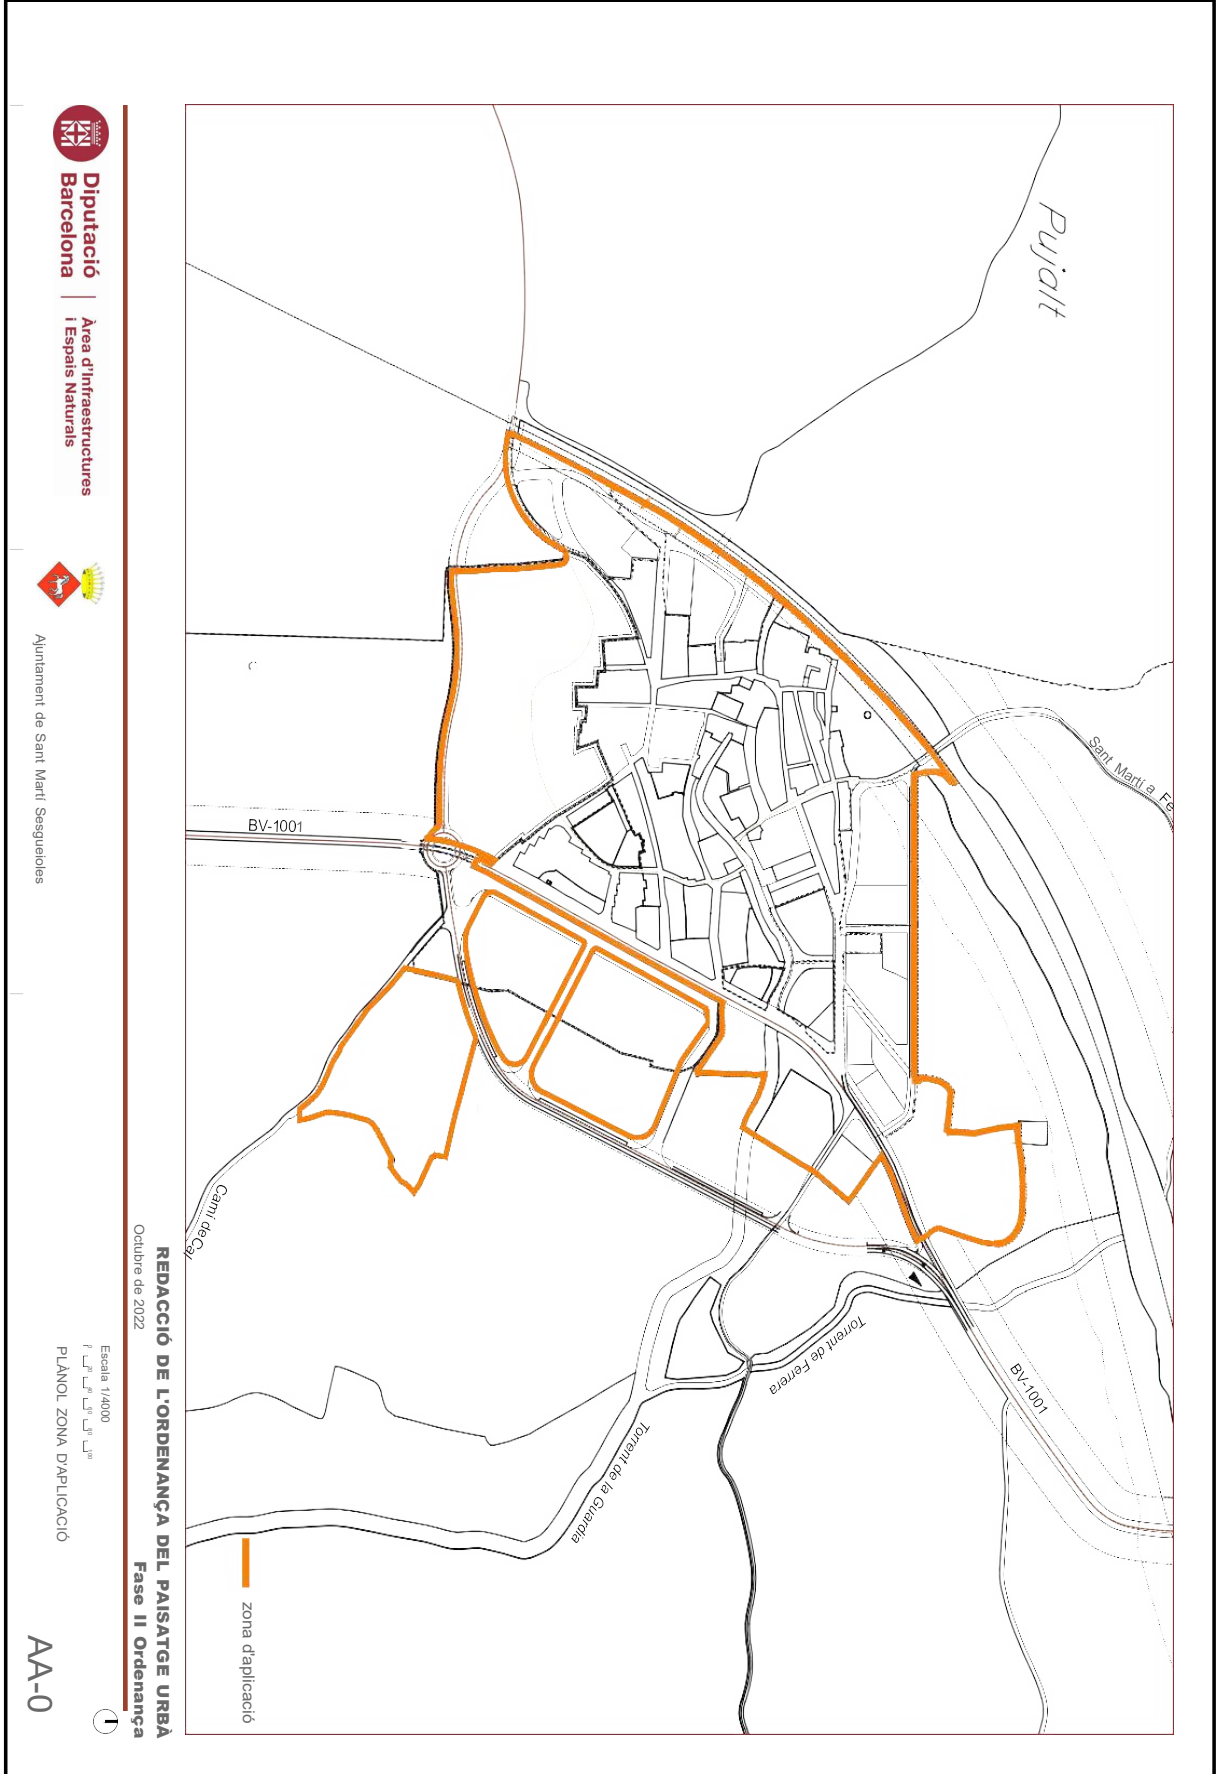 Pujalt
Sant Martí a Fe
BV-1001
Camí de Cal
Torrent de Ferrera
BV-1001
Torrent de la Guardia
zona d'aplicació
REDACCIÓ DE L'ORDENANÇA DEL PAISATGE URBÀ
Fase II Ordenança
Octubre de 2022
Diputació
Barcelona
Àrea d'Infraestructures
i Espais Naturals
Ajuntament de Sant Martí Sesgueioles
Escala 1/4000
PLÀNOL ZONA D'APLICACIÓ
AA-0